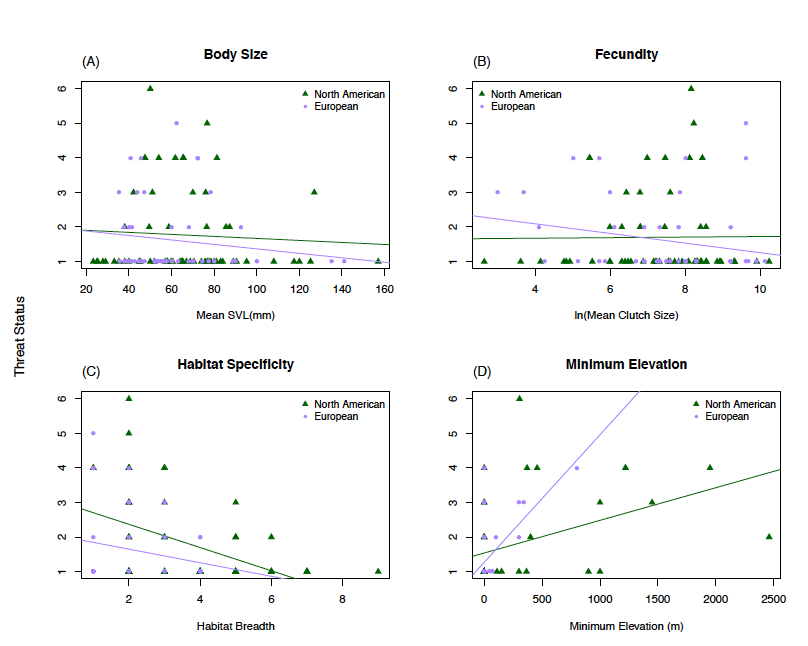 Threat Status
(A)
Body Size
North American
European
6
5
4
3
2
1
20 40 60 80 100 120 140 160
Mean SVL(mm)
(B)
Fecundity
North American
European
6
5
4
3
2
1
4 6 8 10
ln(Mean Clutch Size)
(C)
Habitat Specificity
North American
European
6
5
4
3
2
1
2 4 6 8
Habitat Breadth
(D)
Minimum Elevation
North American
European
6
5
4
3
2
1
0 500 1000 1500 2000 2500
Minimum Elevation (m)